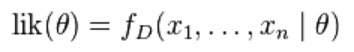 lik(θ) = f_D(x_1, . . . , x_n | θ)